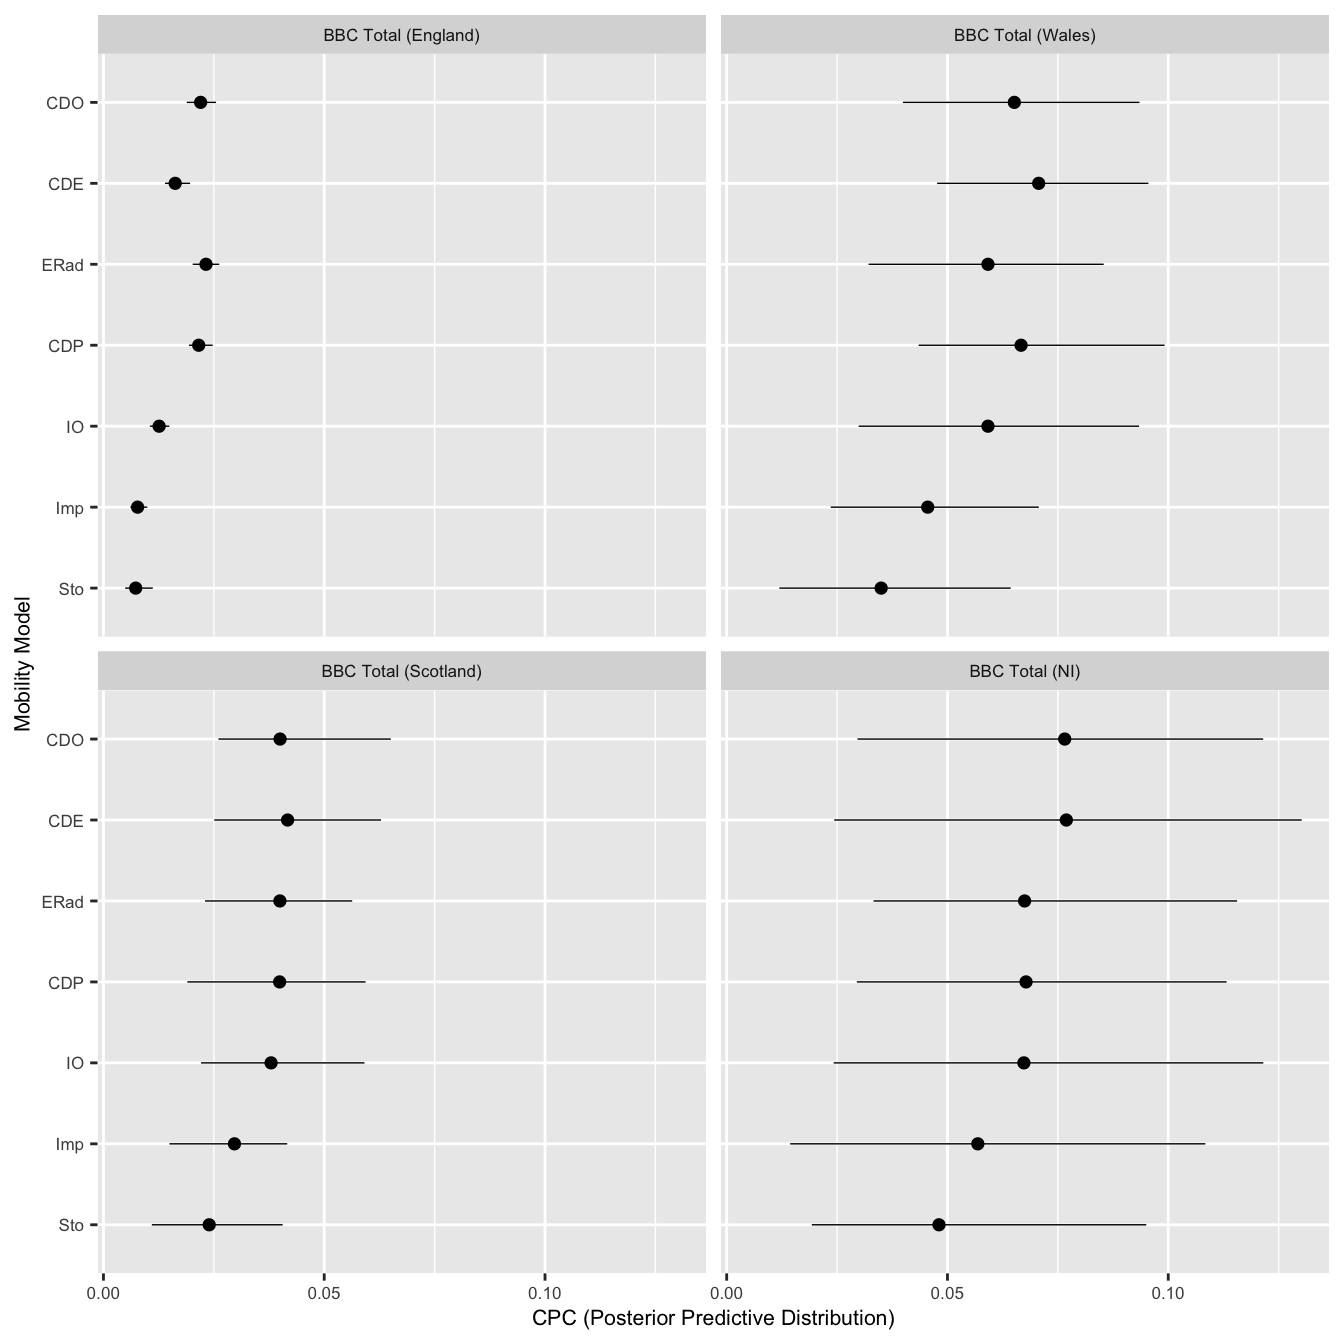 BBC Total (England)
BBC Total (Wales)
CDO
CDE
ERad
CDP
IO
Imp
Sto
Mobility Model
BBC Total (Scotland)
BBC Total (NI)
CDO
CDE
ERad
CDP
IO
Imp
Sto
0.00 0.05 0.10
0.00 0.05 0.10
CPC (Posterior Predictive Distribution)